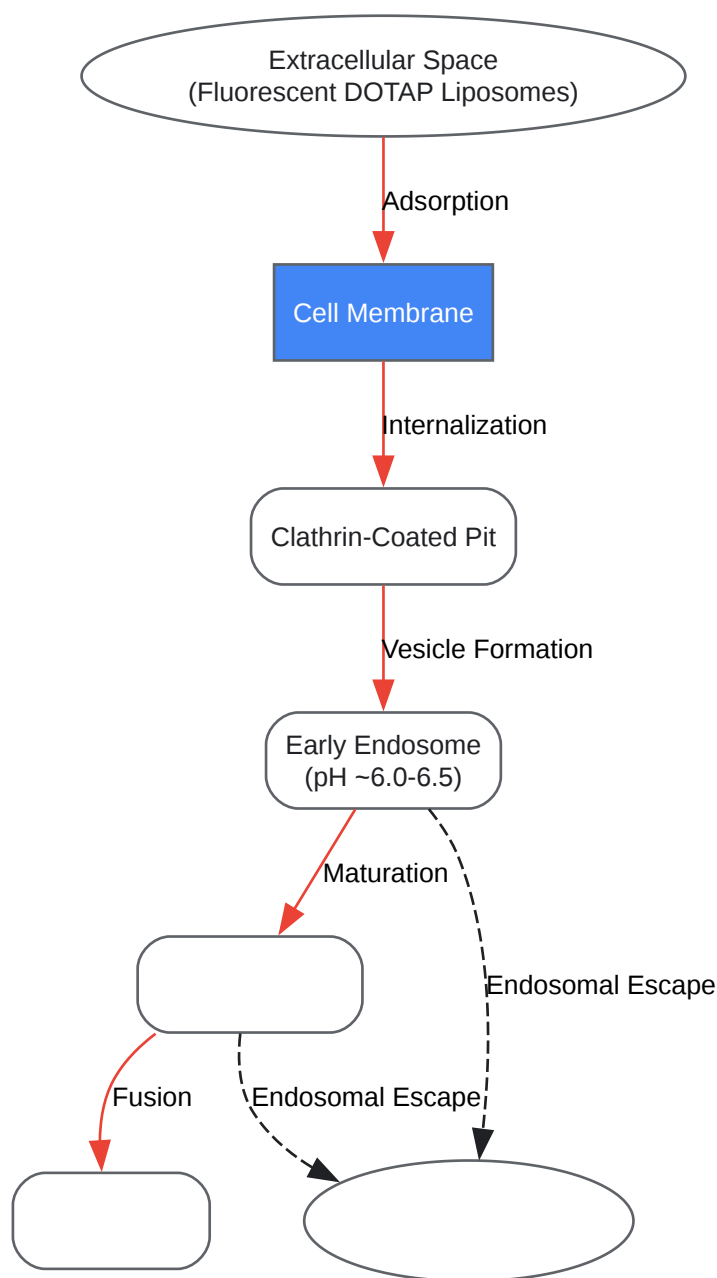 Extracellular Space
(Fluorescent DOTAP Liposomes)
Adsorption
Cell Membrane
Internalization
Clathrin-Coated Pit
Vesicle Formation
Early Endosome
(pH ~6.0-6.5)
Maturation
Endosomal Escape
Fusion
Endosomal Escape